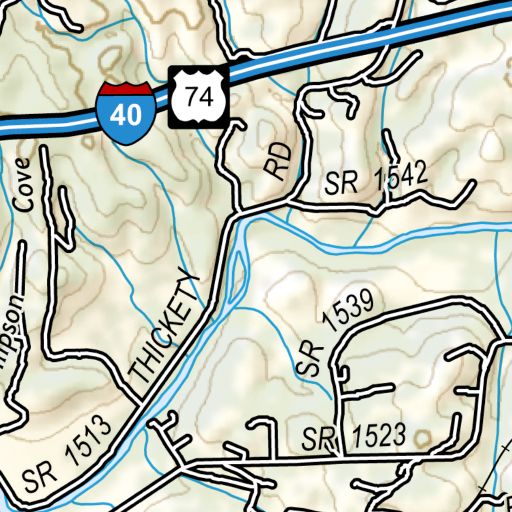 74
40
RD
SR 1542
Cove
THICKETY
SR 1539
SR 1513
SR 1523